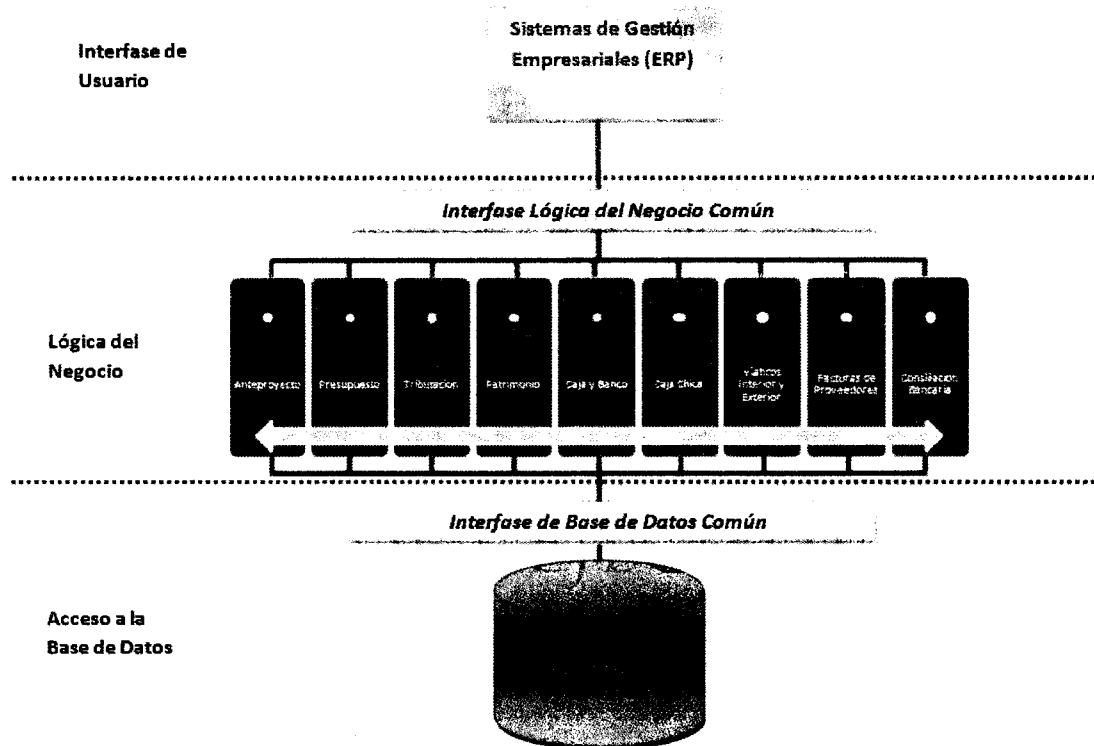 Interfase de
Usuario
Sistemas de Gestión
Empresariales (ERP)
Interfase Lógica del Negocio Común
Lógica del
Negocio
Anteproyecto
Presupuesto
Tributacion
Patrimonio
Caja y Banco
Caja Chica
Viaticos
Interior y
Exterior
Facturas de
Proveedores
Bancaria
Interfase de Base de Datos Común
Acceso a la
Base de Datos